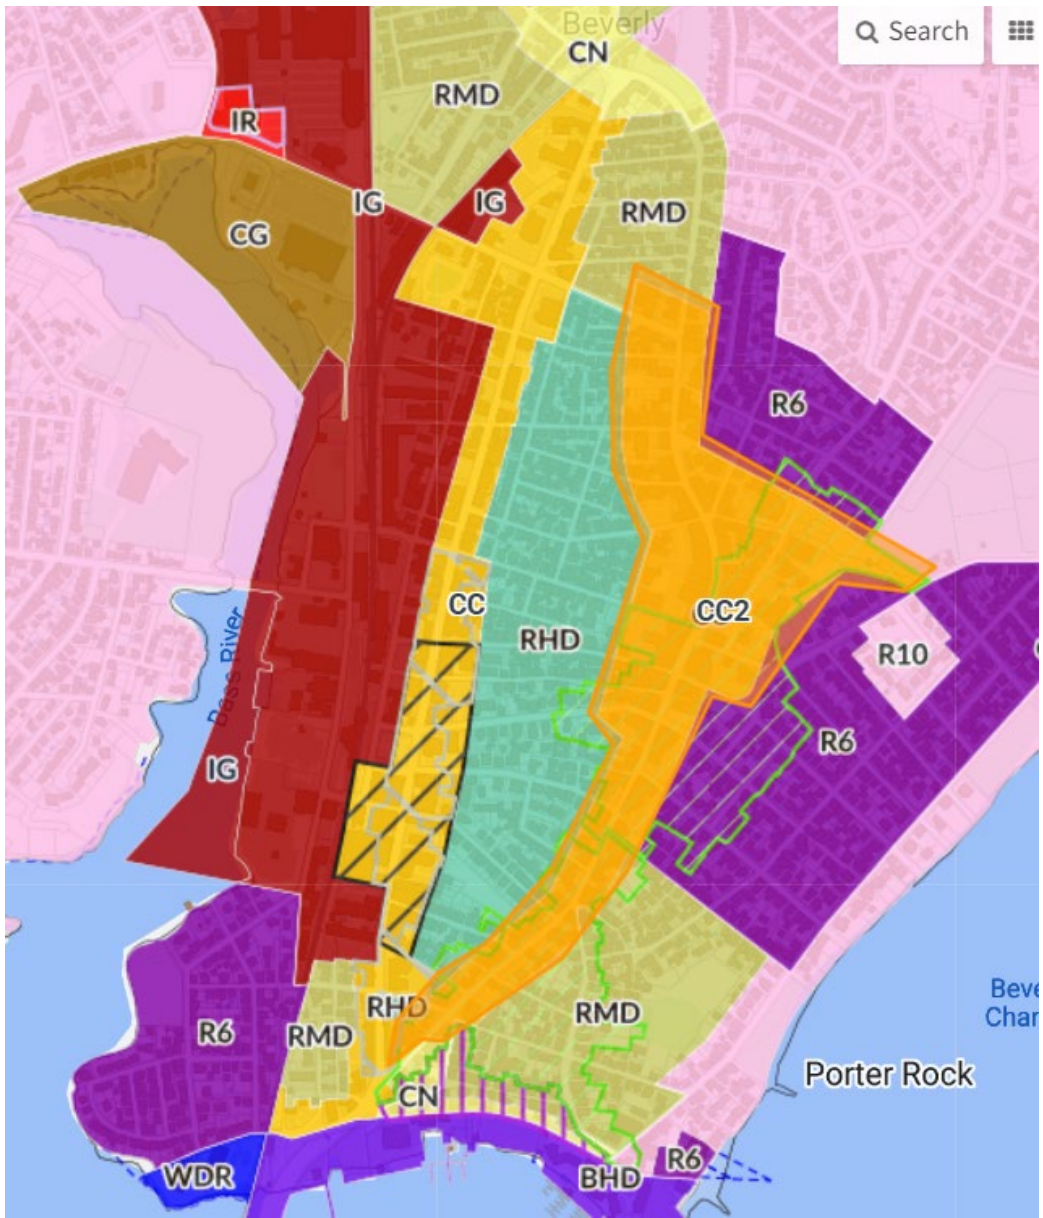 Beverly
Search
CN
RMD
IR
IG
IG
RMD
CG
R6
CC
CC2
RHD
R10
Bass River
R6
IG
Beve
Char
RHD
RMD
RMD
R6
Porter Rock
CN
R6
WDR
BHD